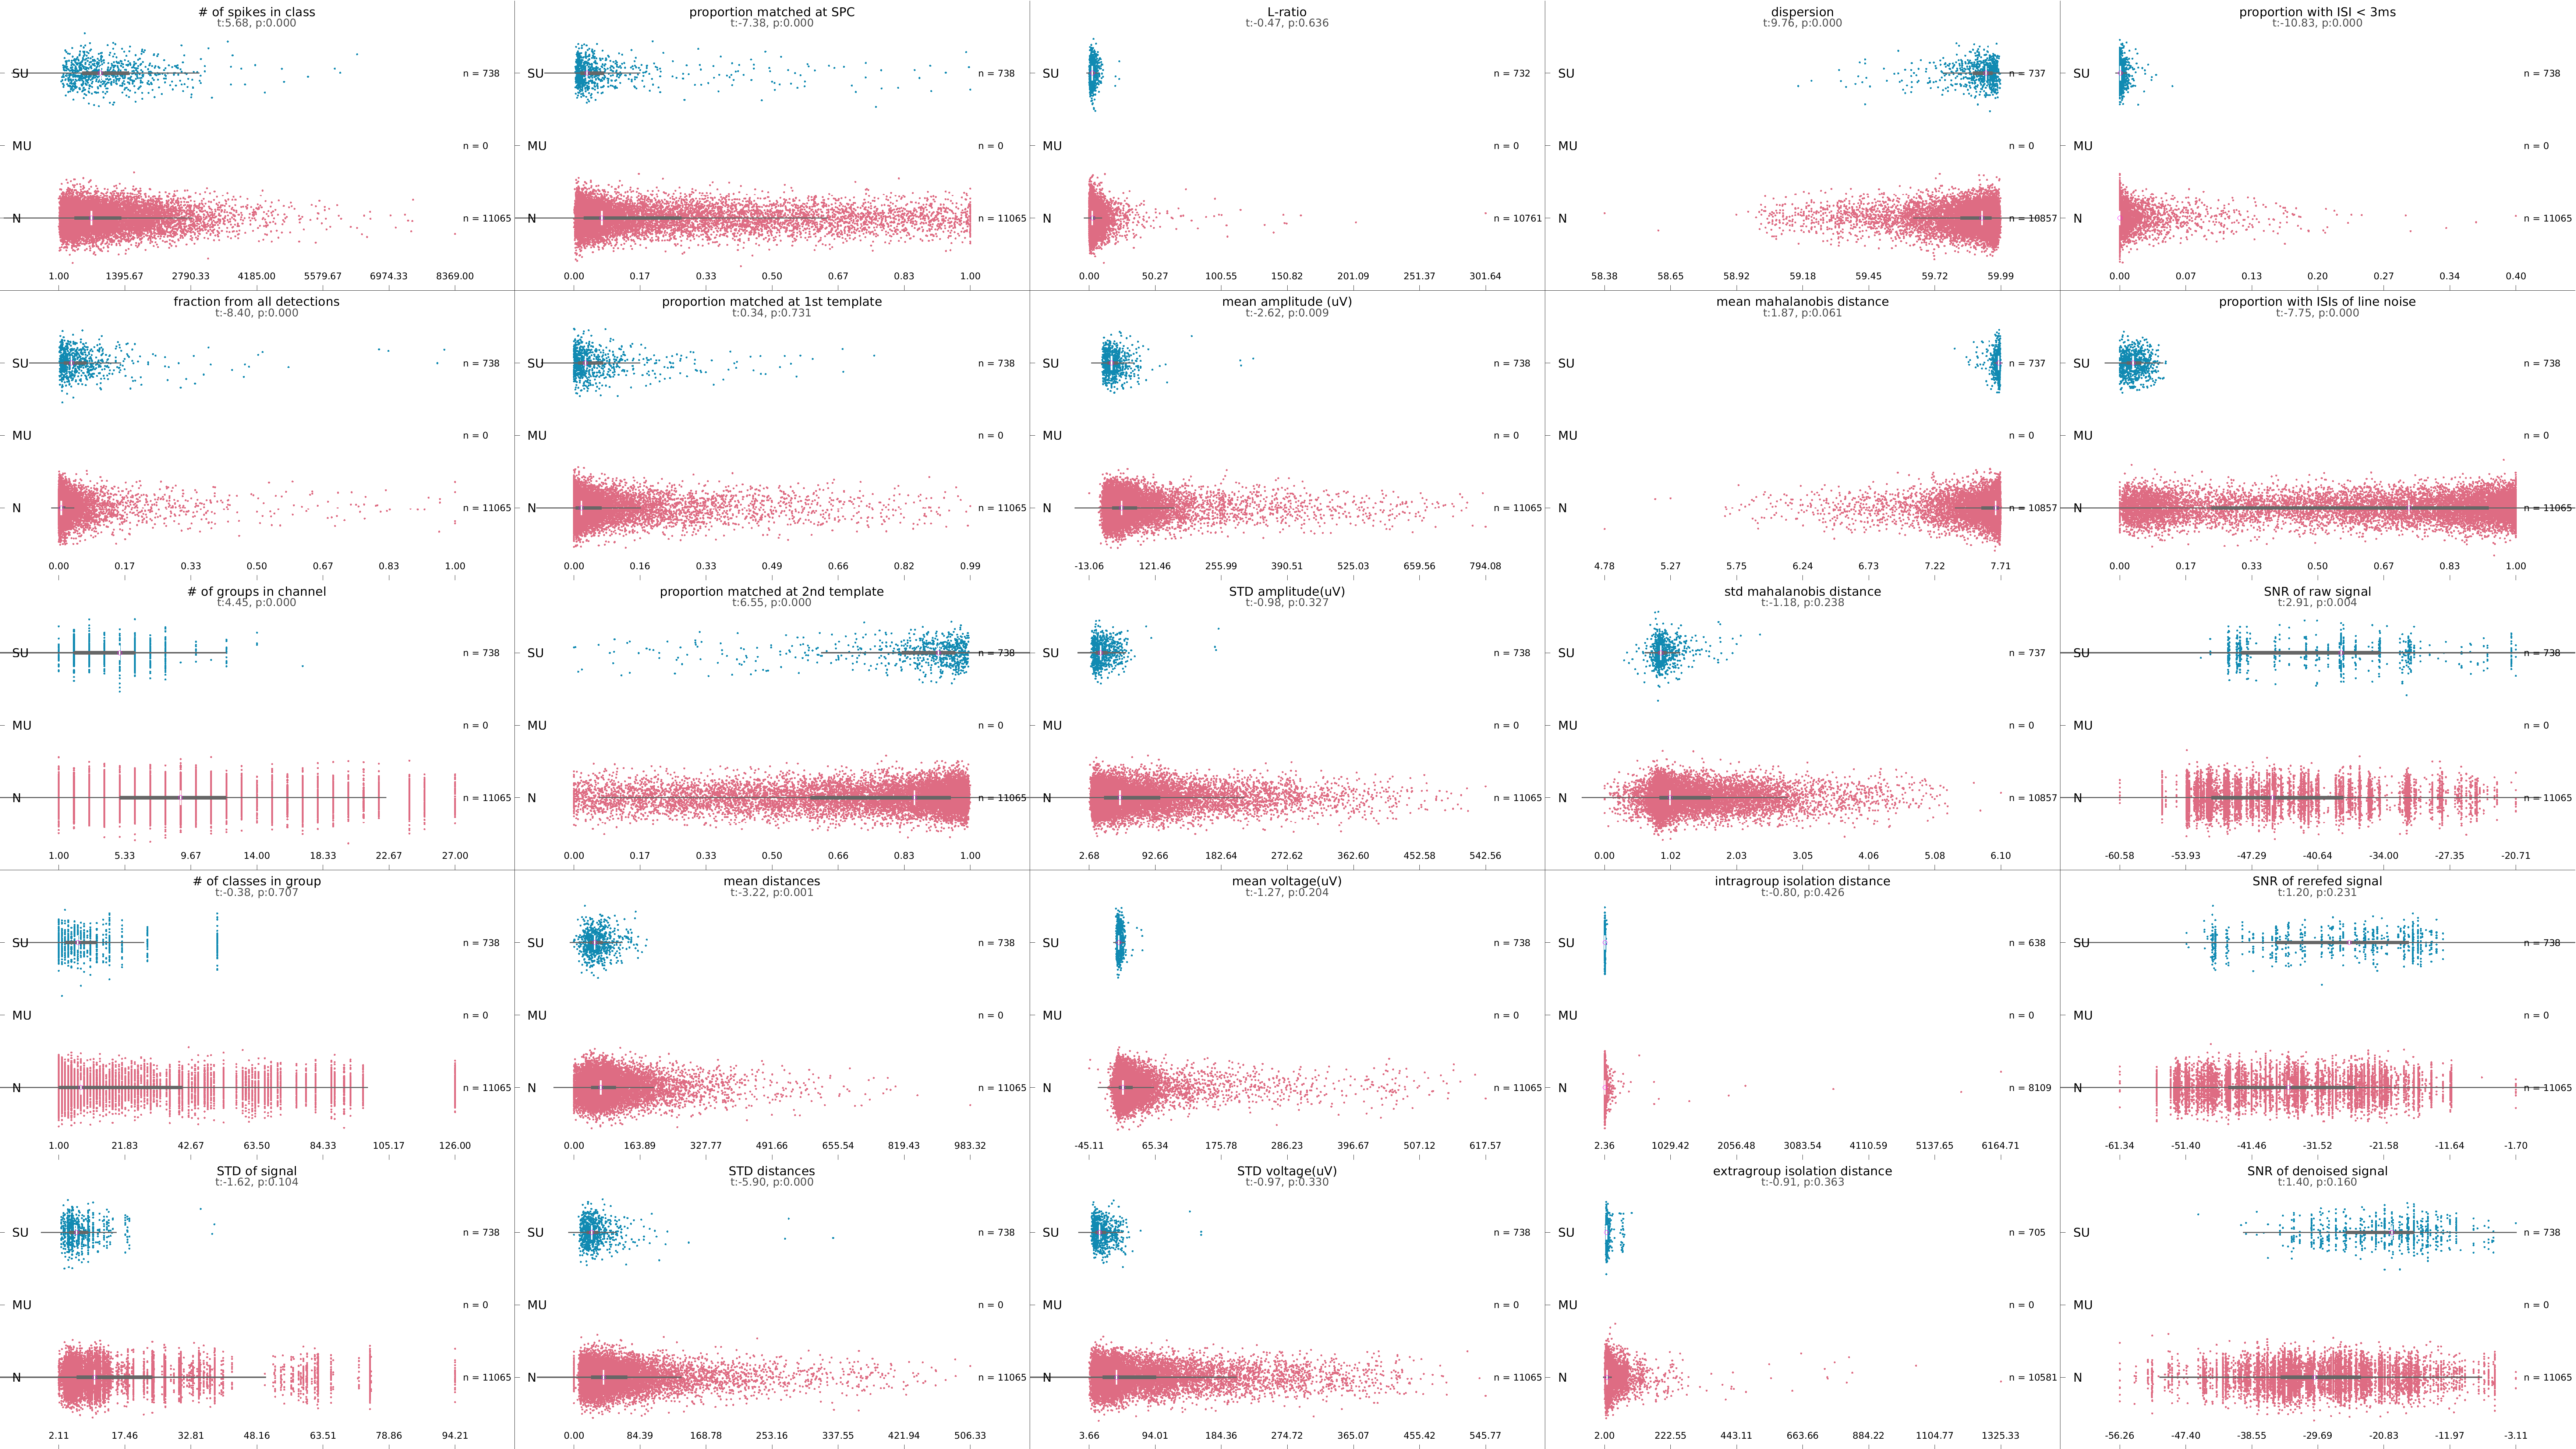 # of spikes in class
t:5.68, p:0.000
SU
n = 738
MU
n = 0
N
n = 11065
1.00 1395.67 2790.33 4185.00 5579.67 6974.33 8369.00
proportion matched at SPC
t:-7.38, p:0.000
SU
n = 738
MU
n = 0
N
n = 11065
0.00 0.17 0.33 0.50 0.67 0.83 1.00
L-ratio
t:-0.47, p:0.636
SU
n = 732
MU
n = 0
N
n = 10761
0.00 50.27 100.55 150.82 201.09 251.37 301.64
dispersion
t:9.76, p:0.000
SU
n = 737
MU
n = 0
N
n = 10857
58.38 58.65 58.92 59.18 59.45 59.72 59.99
proportion with ISI < 3ms
t:-10.83, p:0.000
SU
n = 738
MU
n = 0
N
n = 11065
0.00 0.07 0.13 0.20 0.27 0.34 0.40
fraction from all detections
t:-8.40, p:0.000
SU
n = 738
MU
n = 0
N
n = 11065
0.00 0.17 0.33 0.50 0.67 0.83 1.00
proportion matched at 1st template
t:0.34, p:0.731
SU
n = 738
MU
n = 0
N
n = 11065
0.00 0.16 0.33 0.49 0.66 0.82 0.99
mean amplitude (uV)
t:-2.62, p:0.009
SU
n = 738
MU
n = 0
N
n = 11065
-13.06 121.46 255.99 390.51 525.03 659.56 794.08
mean mahalanobis distance
t:1.87, p:0.061
SU
n = 737
MU
n = 0
N
n = 10857
4.78 5.27 5.75 6.24 6.73 7.22 7.71
proportion with ISIs of line noise
t:-7.75, p:0.000
SU
n = 738
MU
n = 0
N
n = 11065
0.00 0.17 0.33 0.50 0.67 0.83 1.00
# of groups in channel
t:4.45, p:0.000
SU
n = 738
MU
n = 0
N
n = 11065
1.00 5.33 9.67 14.00 18.33 22.67 27.00
proportion matched at 2nd template
t:6.55, p:0.000
SU
n = 738
MU
n = 0
N
n = 11065
0.00 0.17 0.33 0.50 0.66 0.83 1.00
STD amplitude(uV)
t:-0.98, p:0.327
SU
n = 738
MU
n = 0
N
n = 11065
2.68 92.66 182.64 272.62 362.60 452.58 542.56
std mahalanobis distance
t:-1.18, p:0.238
SU
n = 737
MU
n = 0
N
n = 10857
0.00 1.02 2.03 3.05 4.06 5.08 6.10
SNR of raw signal
t:2.91, p:0.004
SU
n = 738
MU
n = 0
N
n = 11065
-60.58 -53.93 -47.29 -40.64 -34.00 -27.35 -20.71
# of classes in group
t:-0.38, p:0.707
SU
n = 738
MU
n = 0
N
n = 11065
1.00 21.83 42.67 63.50 84.33 105.17 126.00
mean distances
t:-3.22, p:0.001
SU
n = 738
MU
n = 0
N
n = 11065
0.00 163.89 327.77 491.66 655.54 819.43 983.32
mean voltage(uV)
t:-1.27, p:0.204
SU
n = 738
MU
n = 0
N
n = 11065
-45.11 65.34 175.78 286.23 396.67 507.12 617.57
intragroup isolation distance
t:-0.80, p:0.426
SU
n = 638
MU
n = 0
N
n = 8109
2.36 1029.42 2056.48 3083.54 4110.59 5137.65 6164.71
SNR of rerefed signal
t:1.20, p:0.231
SU
n = 738
MU
n = 0
N
n = 11065
-61.34 -51.40 -41.46 -31.52 -21.58 -11.64 -1.70
STD of signal
t:-1.62, p:0.104
SU
n = 738
MU
n = 0
N
n = 11065
2.11 17.46 32.81 48.16 63.51 78.86 94.21
STD distances
t:-5.90, p:0.000
SU
n = 738
MU
n = 0
N
n = 11065
0.00 84.39 168.78 253.16 337.55 421.94 506.33
STD voltage(uV)
t:-0.97, p:0.330
SU
n = 738
MU
n = 0
N
n = 11065
3.66 94.01 184.36 274.72 365.07 455.42 545.77
extragroup isolation distance
t:-0.91, p:0.363
SU
n = 705
MU
n = 0
N
n = 10581
2.00 222.55 443.11 663.66 884.22 1104.77 1325.33
SNR of denoised signal
t:1.40, p:0.160
SU
n = 738
MU
n = 0
N
n = 11065
-56.26 -47.40 -38.55 -29.69 -20.83 -11.97 -3.11